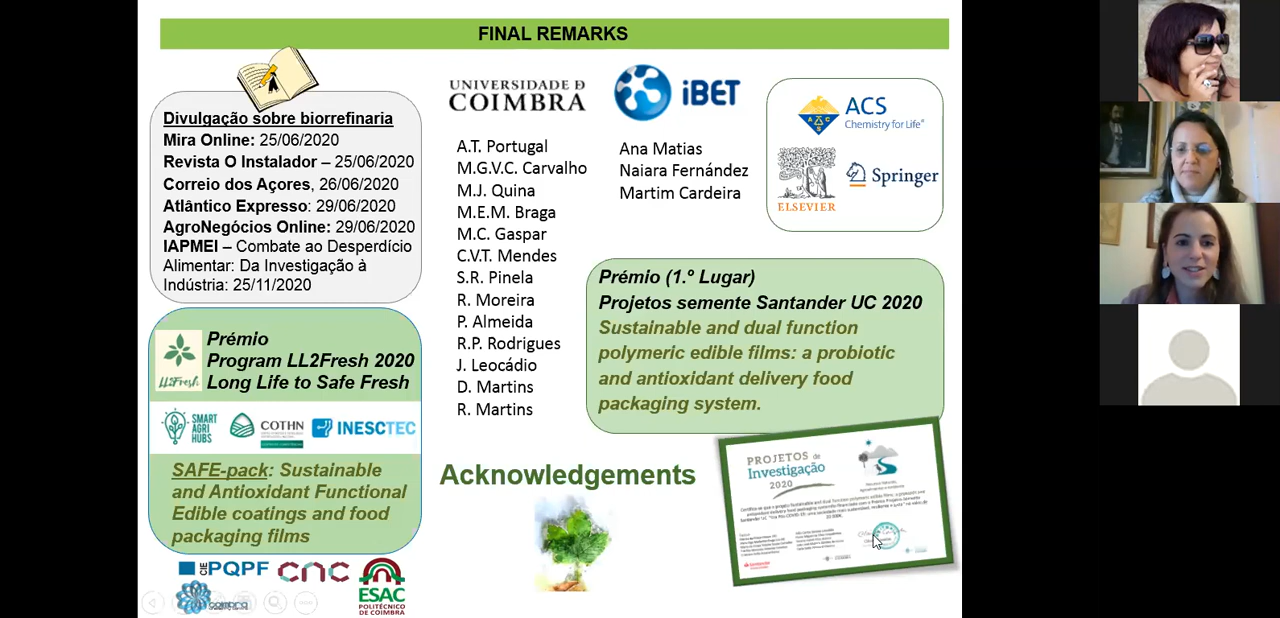 FINAL REMARKS
Divulgação sobre biorrefinaria
Mira Online: 25/06/2020
Revista O Instalador – 25/06/2020
Correio dos Açores, 26/06/2020
Atlântico Expresso: 29/06/2020
AgroNegócios Online: 29/06/2020
IAPMEI – Combate ao Desperdício
Alimentar: Da Investigação à
Indústria: 25/11/2020
Prémio
Program LL2Fresh 2020
Long Life to Safe Fresh
LL2Fresh
SMART
AGRI
HUBS
COTHN
INESCTEC
SAFE-pack: Sustainable
and Antioxidant Functional
Edible coatings and food
packaging films
CIE
PQPF
cnc
ESAC
POLITÉCNICO
DE COIMBRA
UNIVERSIDADE D
COIMBRA
A.T. Portugal
M.G.V.C. Carvalho
M.J. Quina
M.E.M. Braga
M.C. Gaspar
C.V.T. Mendes
S.R. Pinela
R. Moreira
P. Almeida
R.P. Rodrigues
J. Leocádio
D. Martins
R. Martins
iBET
Ana Matias
Naiara Fernández
Martim Cardeira
ACS
Chemistry for Life®
ELSEVIER
Springer
Prémio (1.º Lugar)
Projetos semente Santander UC 2020
Sustainable and dual function
polymeric edible films: a probiotic
and antioxidant delivery food
packaging system.
Acknowledgements
PROJETOS de
Investigação
2020